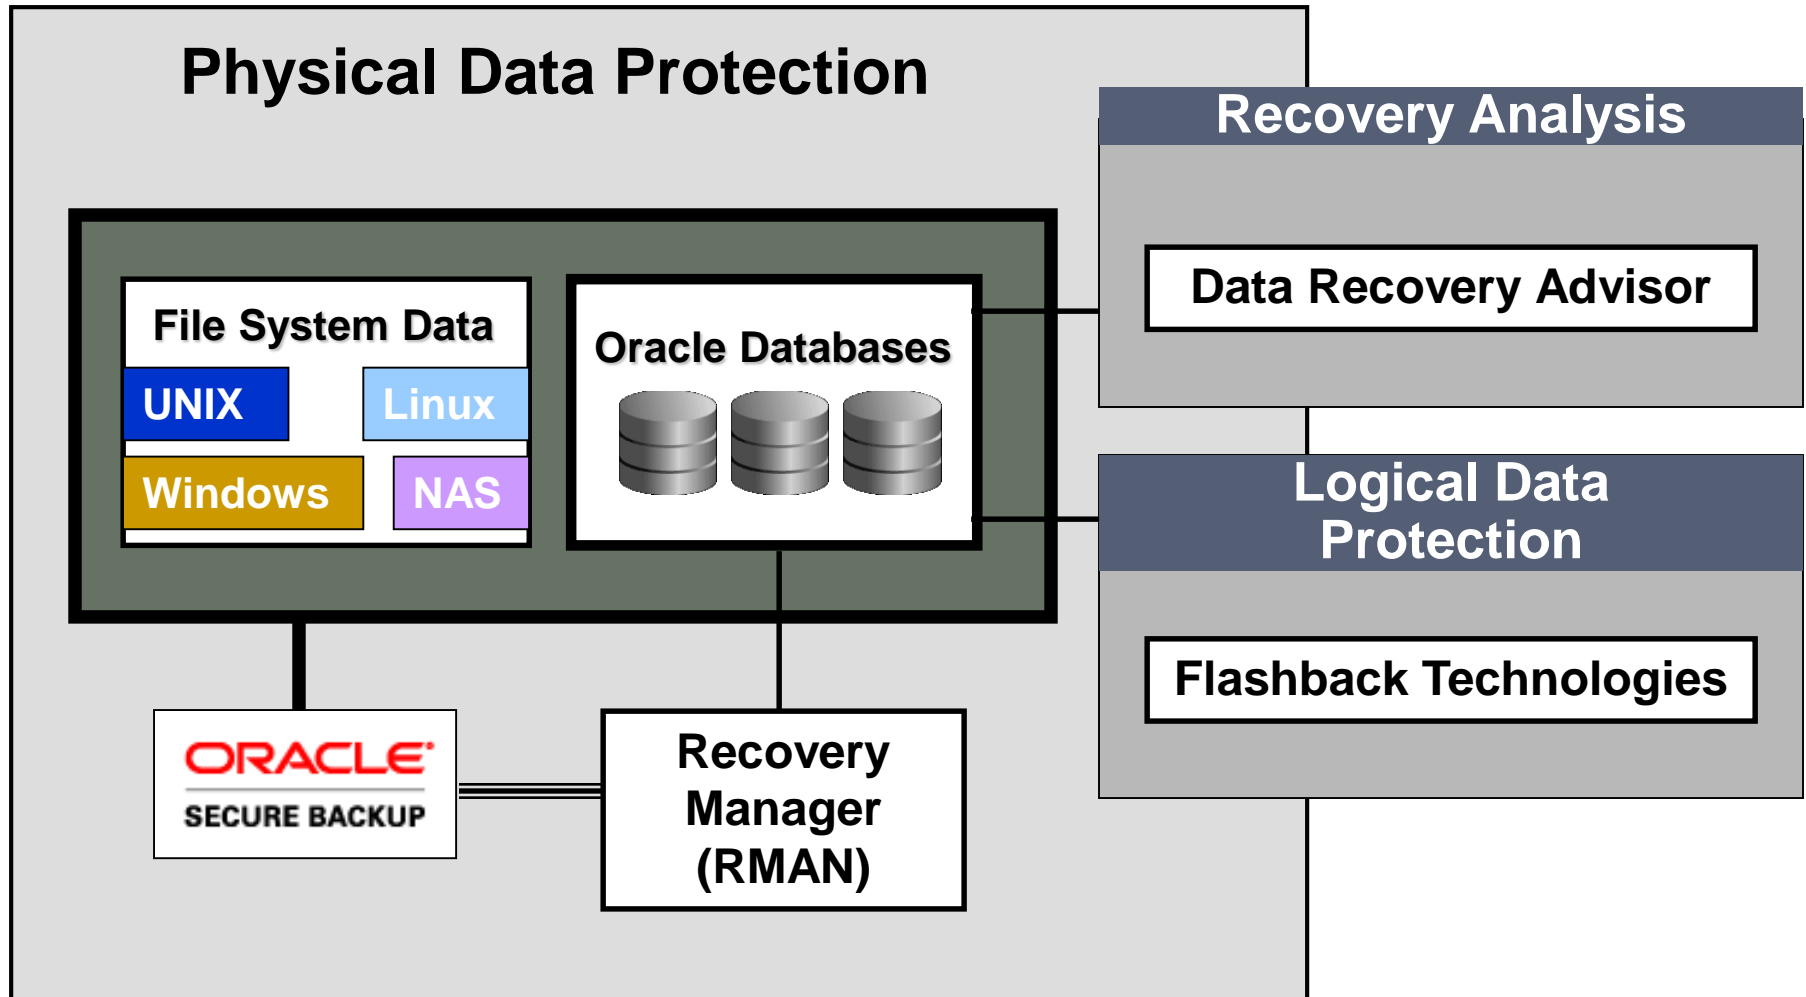 Physical Data Protection
Recovery Analysis
Data Recovery Advisor
File System Data
UNIX
Linux
Windows
NAS
Oracle Databases
Logical Data
Protection
Flashback Technologies
ORACLE®
SECURE BACKUP
Recovery
Manager
(RMAN)